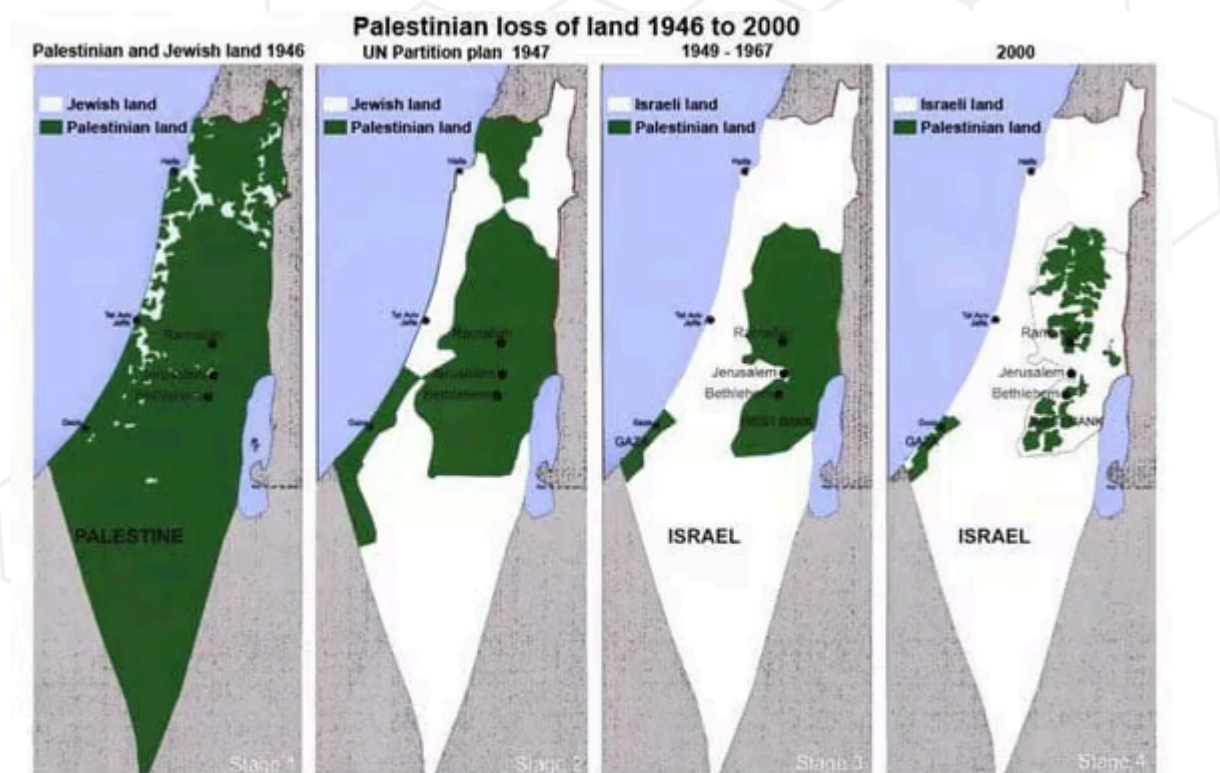 Palestinian loss of land 1946 to 2000
Palestinian and Jewish land 1946
Jewish land
Palestinian land
Haifa
Tel Aviv
Jaffa
Ramallah
Jerusalem
Bethlehem
Gaza
PALESTINE
Stage 1
UN Partition plan 1947
Jewish land
Palestinian land
Haifa
Tel Aviv
Jaffa
Ramallah
Jerusalem
Bethlehem
Gaza
Stage 2
1949 - 1967
Israeli land
Palestinian land
Haifa
Tel Aviv
Jaffa
Ramallah
Jerusalem
Bethlehem
WEST BANK
Gaza
GAZA
ISRAEL
Stage 3
2000
Israeli land
Palestinian land
Haifa
Tel Aviv
Jaffa
Jerusalem
Bethlehem
Gaza
GAZA
ISRAEL
Stage 4